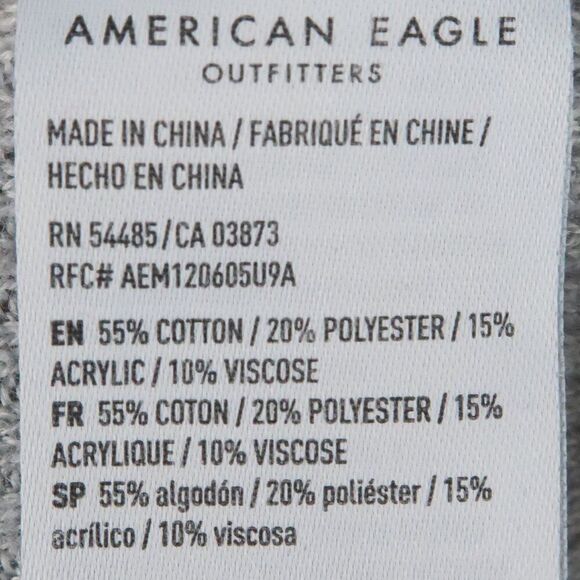 AMERICAN EAGLE
OUTFITTERS
MADE IN CHINA / FABRIQUÉ EN CHINE /
HECHO EN CHINA
RN 54485/CA 03873
RFC# AEM120605U9A
EN 55% COTTON / 20% POLYESTER / 15%
ACRYLIC / 10% VISCOSE
FR 55% COTON / 20% POLYESTER / 15%
ACRYLIQUE / 10% VISCOSE
SP 55% algodón / 20% poliéster / 15%
acrílico / 10% viscosa